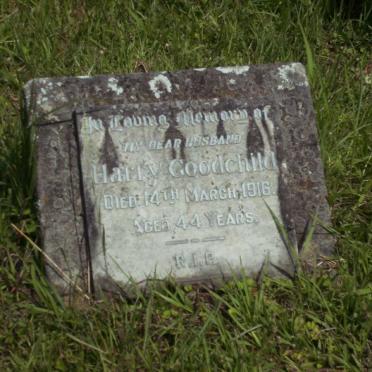 In Loving Memory of
MY DEAR HUSBAND
Harry Goodchild
DIED 14TH MARCH 1916
AGED 44 YEARS.
R.I.P.